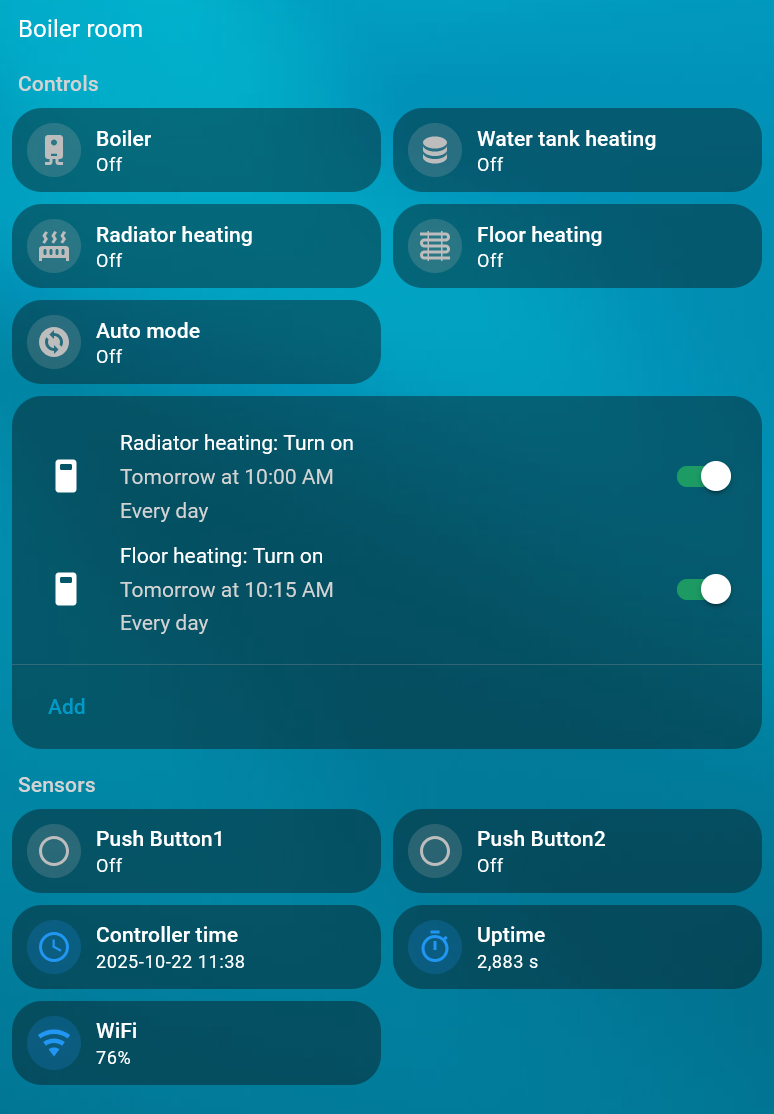 Boiler room
Controls
Boiler
Off
Water tank heating
Off
Radiator heating
Off
Floor heating
Off
Auto mode
Off
Radiator heating: Turn on
Tomorrow at 10:00 AM
Every day
Floor heating: Turn on
Tomorrow at 10:15 AM
Every day
Add
Sensors
Push Button1
Off
Push Button2
Off
Controller time
2025-10-22 11:38
Uptime
2,883 s
WiFi
76%